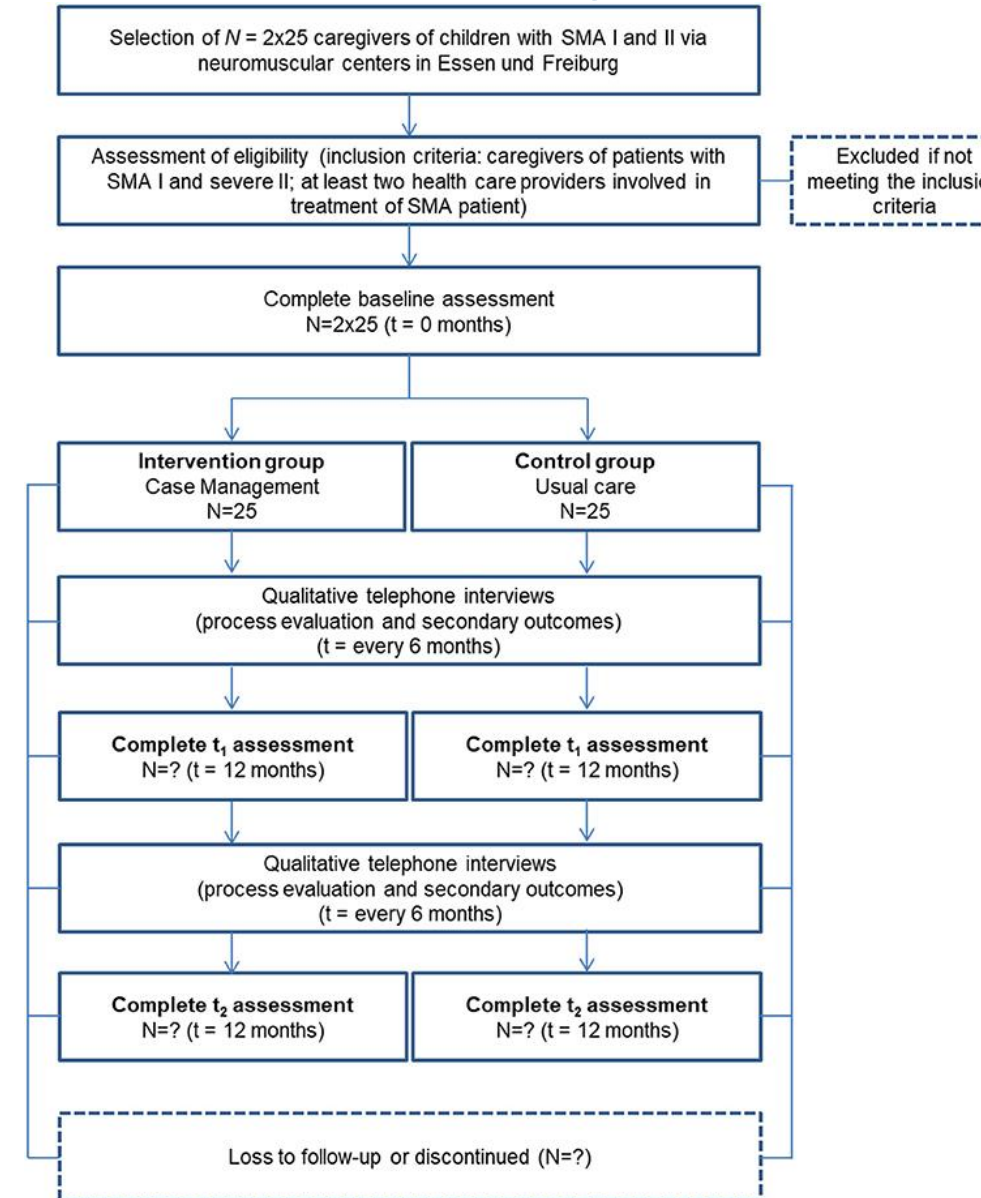 Selection of N = 2x25 caregivers of children with SMA I and II via
neuromuscular centers in Essen und Freiburg
Assessment of eligibility (inclusion criteria: caregivers of patients with
SMA I and severe II; at least two health care providers involved in
treatment of SMA patient)
Excluded if not
meeting the inclusi
criteria
Complete baseline assessment
N=2x25 (t = 0 months)
Intervention group
Case Management
N=25
Control group
Usual care
N=25
Qualitative telephone interviews
(process evaluation and secondary outcomes)
(t = every 6 months)
Complete t₁ assessment
N=? (t = 12 months)
Complete t₁ assessment
N=? (t = 12 months)
Qualitative telephone interviews
(process evaluation and secondary outcomes)
(t = every 6 months)
Complete t₂ assessment
N=? (t = 12 months)
Complete t₂ assessment
N=? (t = 12 months)
Loss to follow-up or discontinued (N=?)